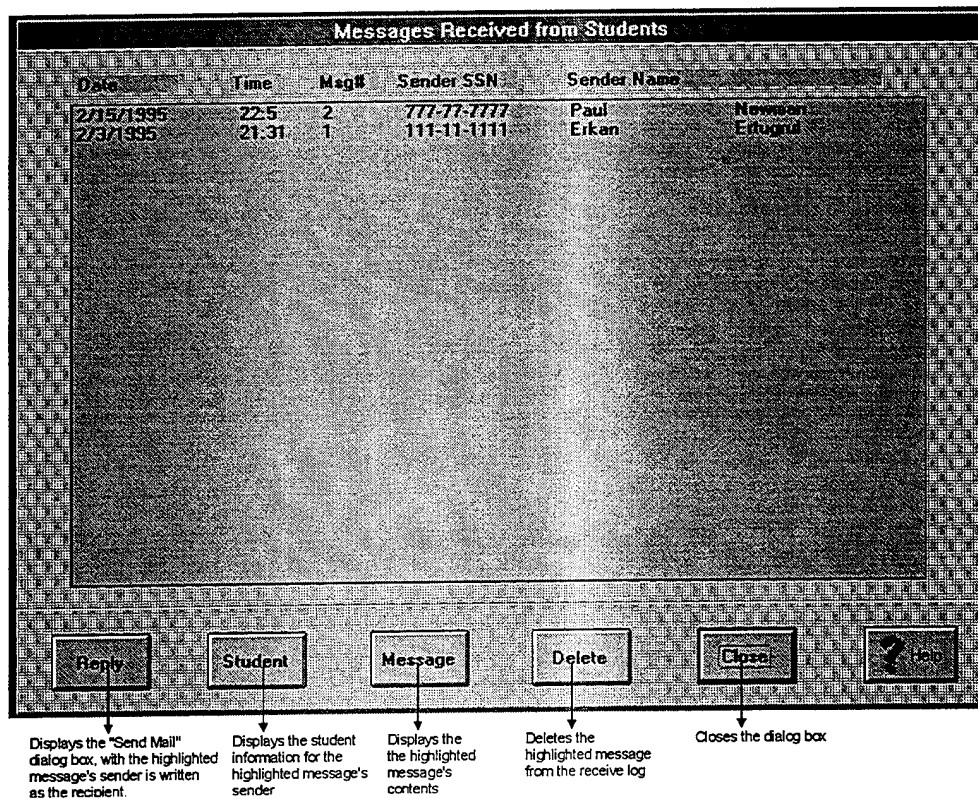 Messages Received from Students
Date Time Msg# Sender SSN Sender Name
2/15/1995 22:5 2 777-77-7777 Paul Newman
2/3/1995 21:31 1 111-11-1111 Erkan Ertugrul
Reply Student Message Delete Close Help
Displays the "Send Mail"
dialog box, with the highlighted
message's sender is written
as the recipient.
Displays the student
information for the
highlighted message's
sender
Displays the
the highlighted
message's
contents
Deletes the
highlighted message
from the receive log
Closes the dialog box